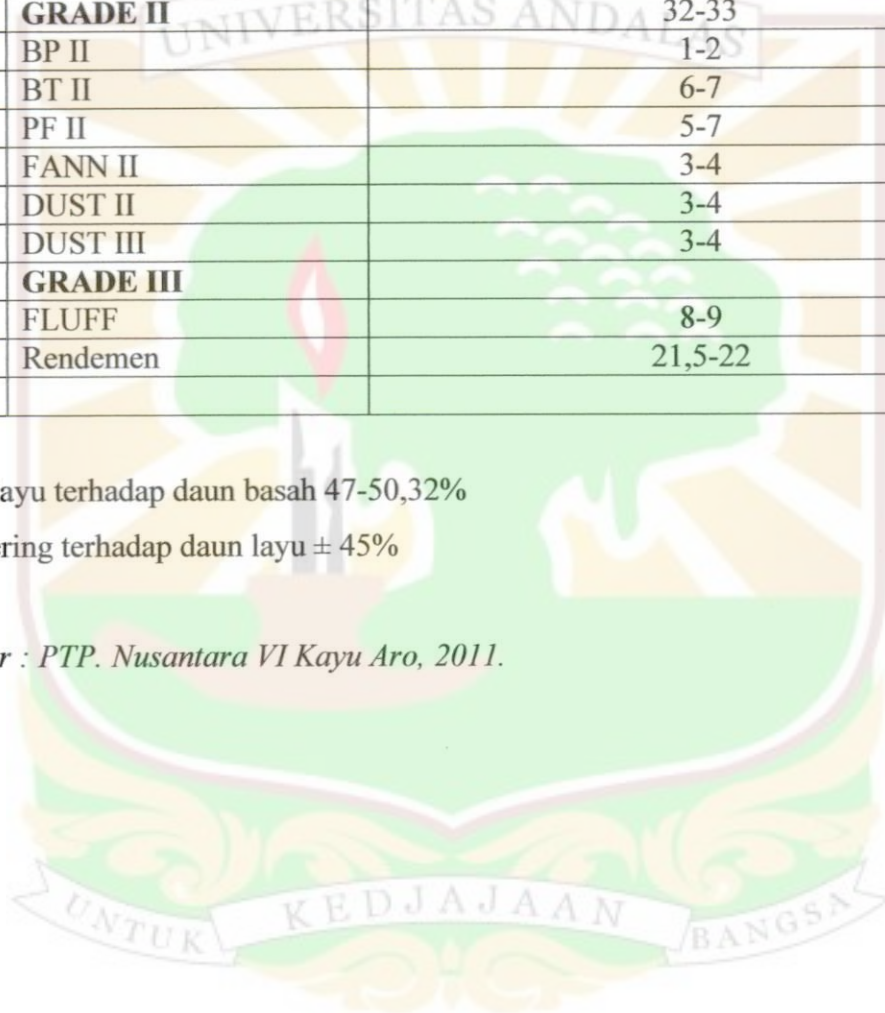 GRADE II 32-33
UNIVERSITAS ANDALAS
BP II 1-2
BT II 6-7
PF II 5-7
FANN II 3-4
DUST II 3-4
DUST III 3-4
GRADE III
FLUFF 8-9
Rendemen 21,5-22
ayu terhadap daun basah 47-50,32%
ring terhadap daun layu ± 45%
r : PTP. Nusantara VI Kayu Aro, 2011.
UNTUK KEDJAJAAN BANGSA